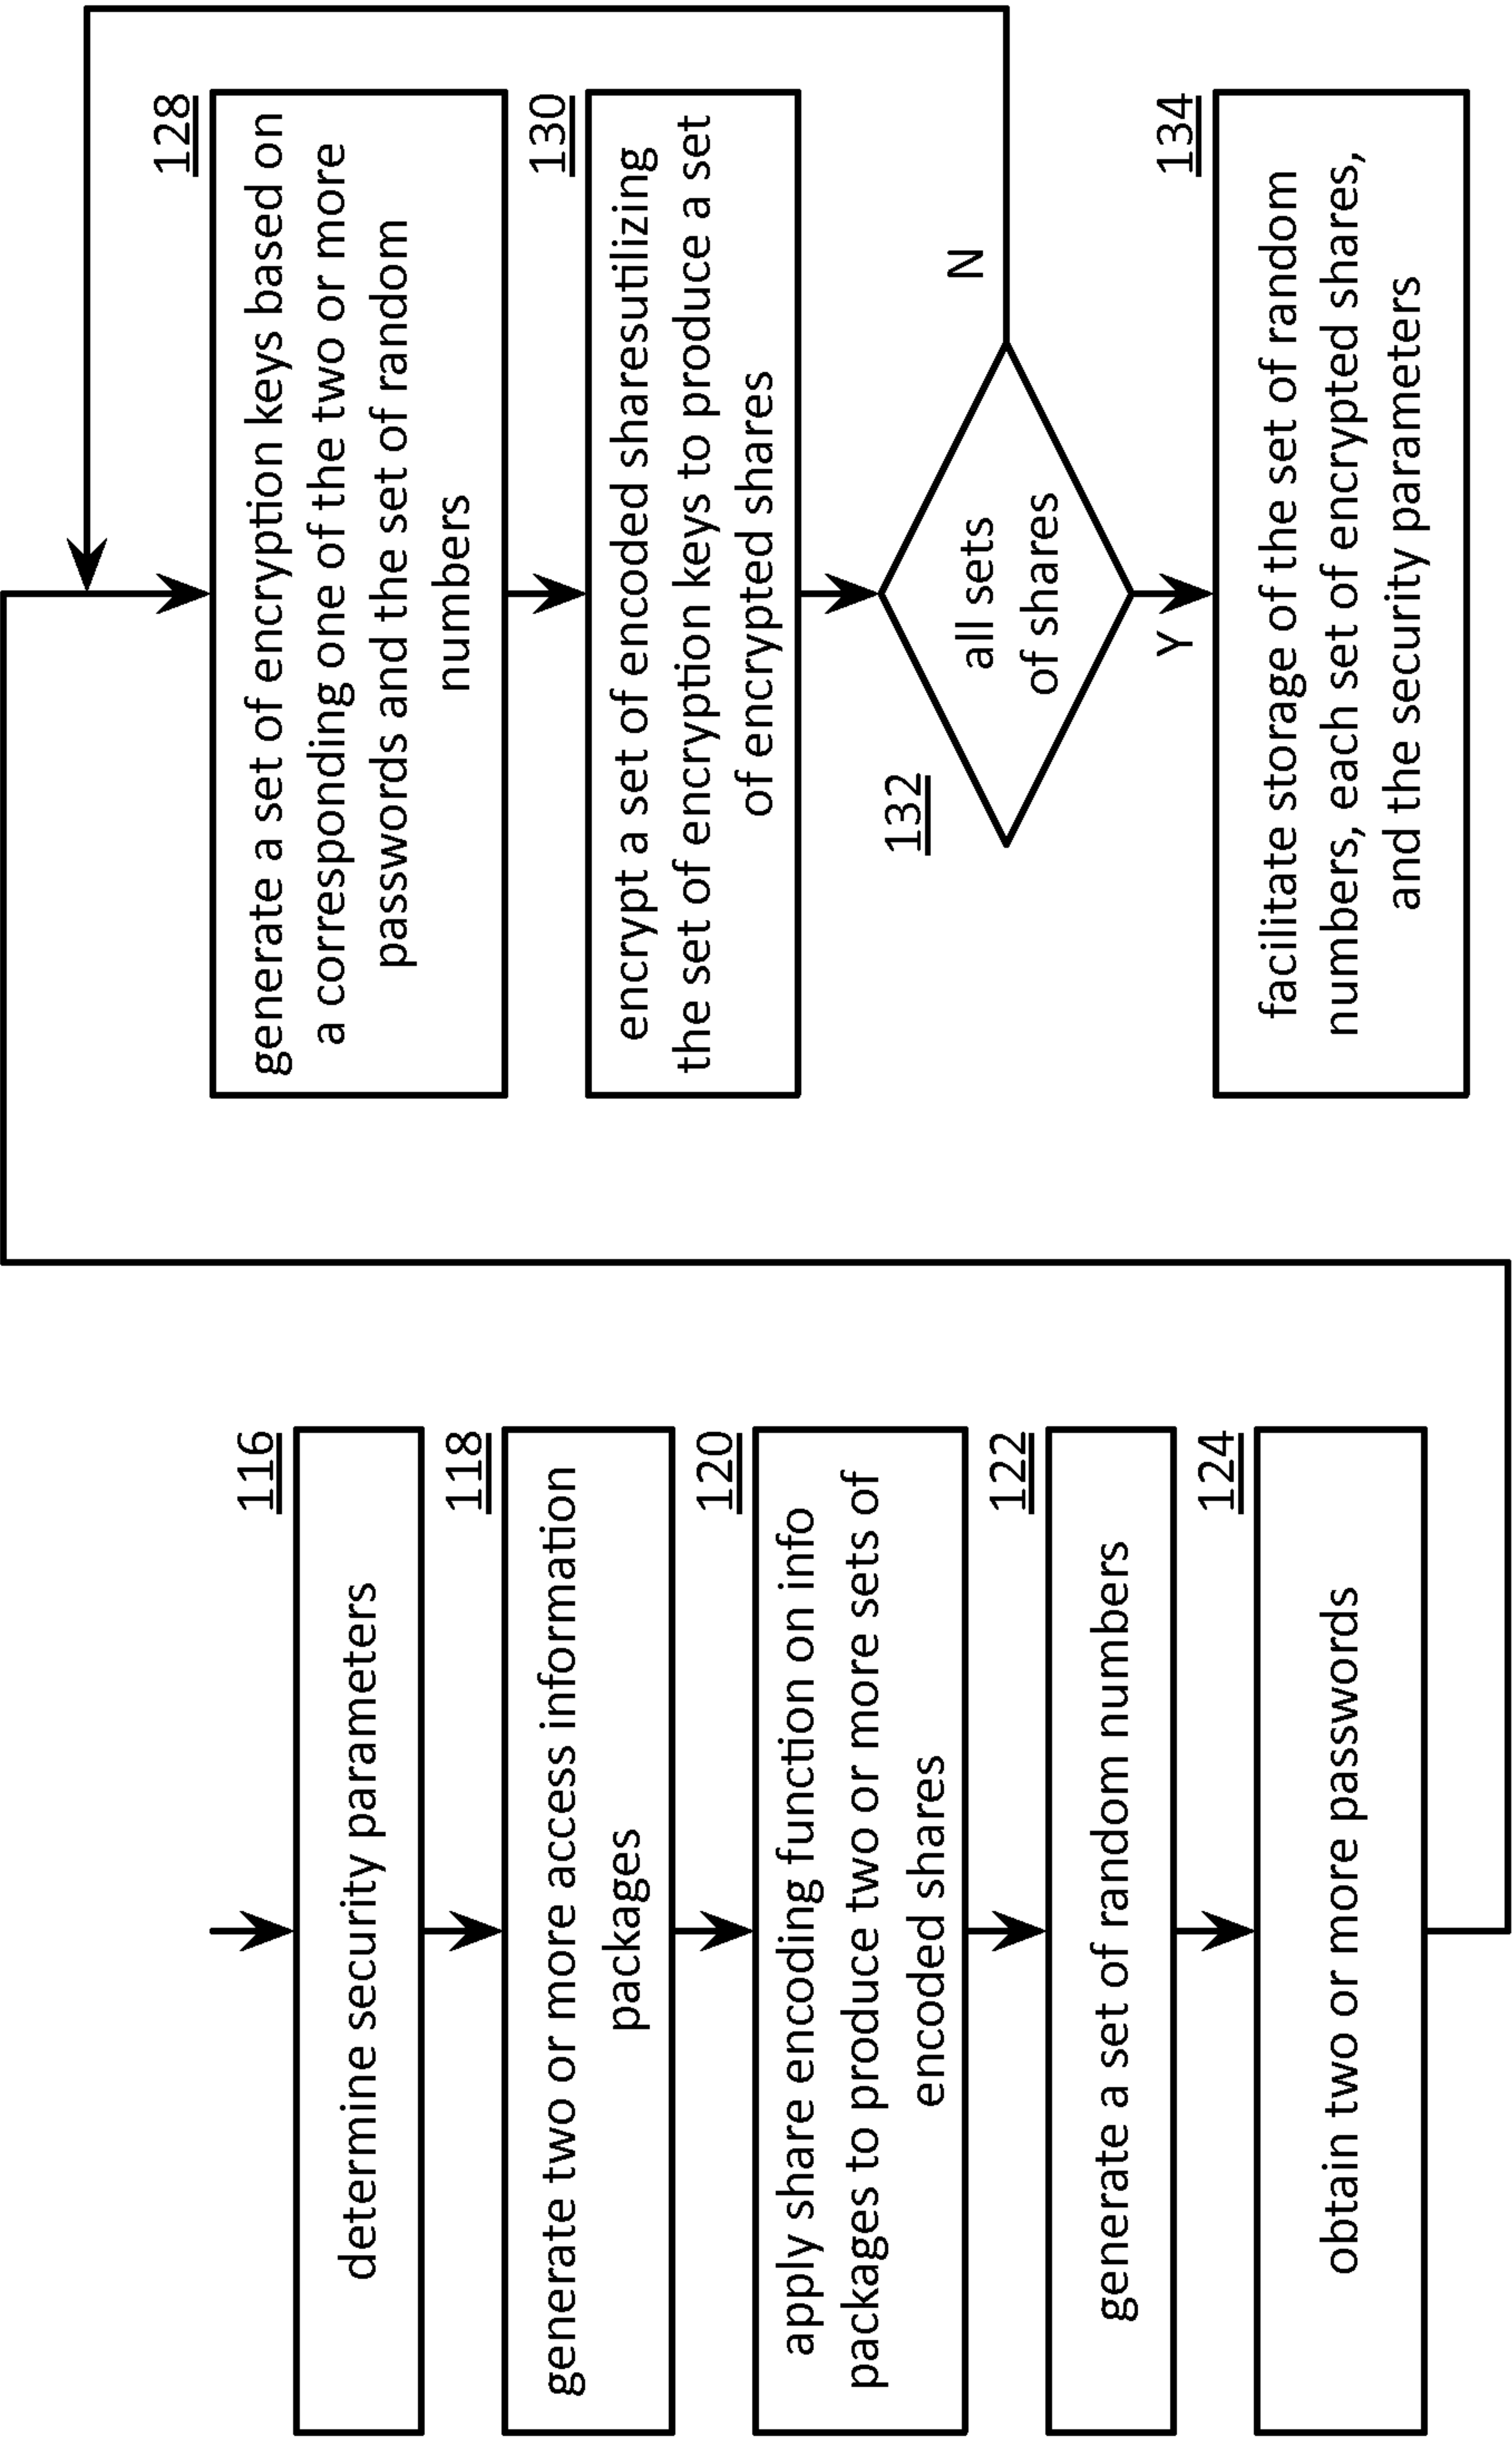 116
determine security parameters
118
generate two or more access information
packages
120
apply share encoding function on info
packages to produce two or more sets of
encoded shares
122
generate a set of random numbers
124
obtain two or more passwords
128
generate a set of encryption keys based on
a corresponding one of the two or more
passwords and the set of random
numbers
130
encrypt a set of encoded sharesutilizing
the set of encryption keys to produce a set
of encrypted shares
132
all sets
of shares
N
Y
134
facilitate storage of the set of random
numbers, each set of encrypted shares,
and the security parameters